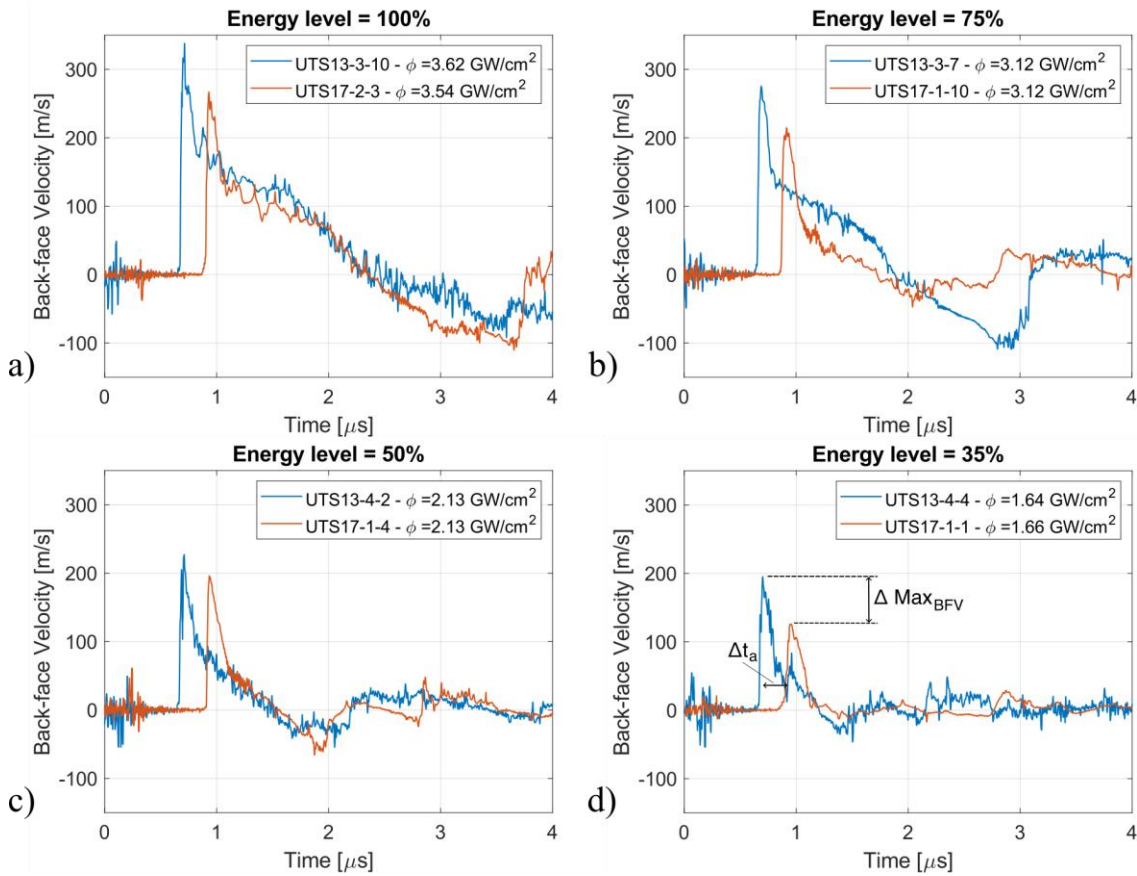 Energy level = 100%
UTS13-3-10 - ϕ =3.62 GW/cm²
UTS17-2-3 - ϕ =3.54 GW/cm²
Back-face Velocity [m/s]
300
200
100
0
-100
0 1 2 3 4
Time [μs]
a)
Energy level = 75%
UTS13-3-7 - ϕ =3.12 GW/cm²
UTS17-1-10 - ϕ =3.12 GW/cm²
Back-face Velocity [m/s]
300
200
100
0
-100
0 1 2 3 4
Time [μs]
b)
Energy level = 50%
UTS13-4-2 - ϕ =2.13 GW/cm²
UTS17-1-4 - ϕ =2.13 GW/cm²
Back-face Velocity [m/s]
300
200
100
0
-100
0 1 2 3 4
Time [μs]
c)
Energy level = 35%
UTS13-4-4 - ϕ =1.64 GW/cm²
UTS17-1-1 - ϕ =1.66 GW/cm²
Back-face Velocity [m/s]
300
200
100
0
-100
Δ Max_BFV
Δt_a
0 1 2 3 4
Time [μs]
d)